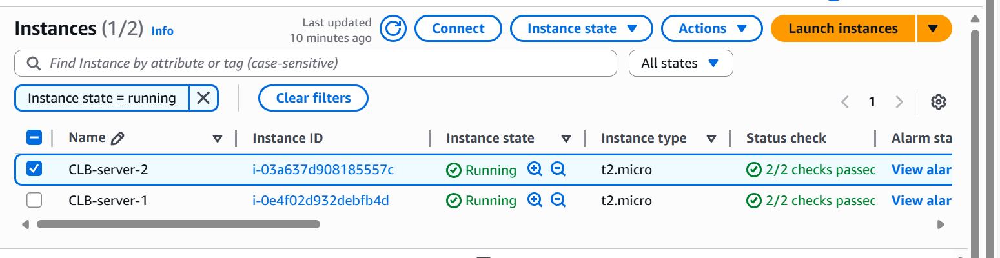 Instances (1/2) Info
Last updated
10 minutes ago
Connect
Instance state
Actions
Launch instances
Find Instance by attribute or tag (case-sensitive)
All states
Instance state = running
Clear filters
1
Name Instance ID Instance state Instance type Status check Alarm sta
CLB-server-2 i-03a637d908185557c Running t2.micro 2/2 checks passed View alar
CLB-server-1 i-0e4f02d932debfb4d Running t2.micro 2/2 checks passed View alar